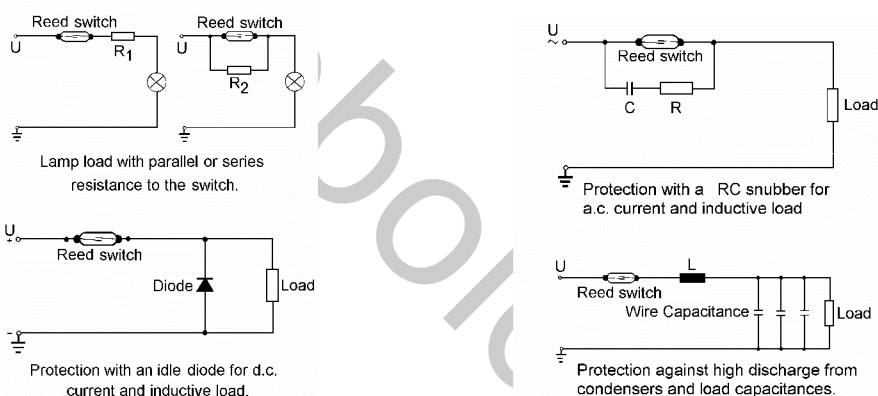 Reed switch
Reed switch
U
R1
U
R2
Lamp load with parallel or series
resistance to the switch.
U
+
Reed switch
Diode
Load
-
Protection with an idle diode for d.c.
current and inductive load.
U
~
Reed switch
C
R
Load
Protection with a RC snubber for
a.c. current and inductive load
U
L
Reed switch
Wire Capacitance
Load
Protection against high discharge from
condensers and load capacitances.